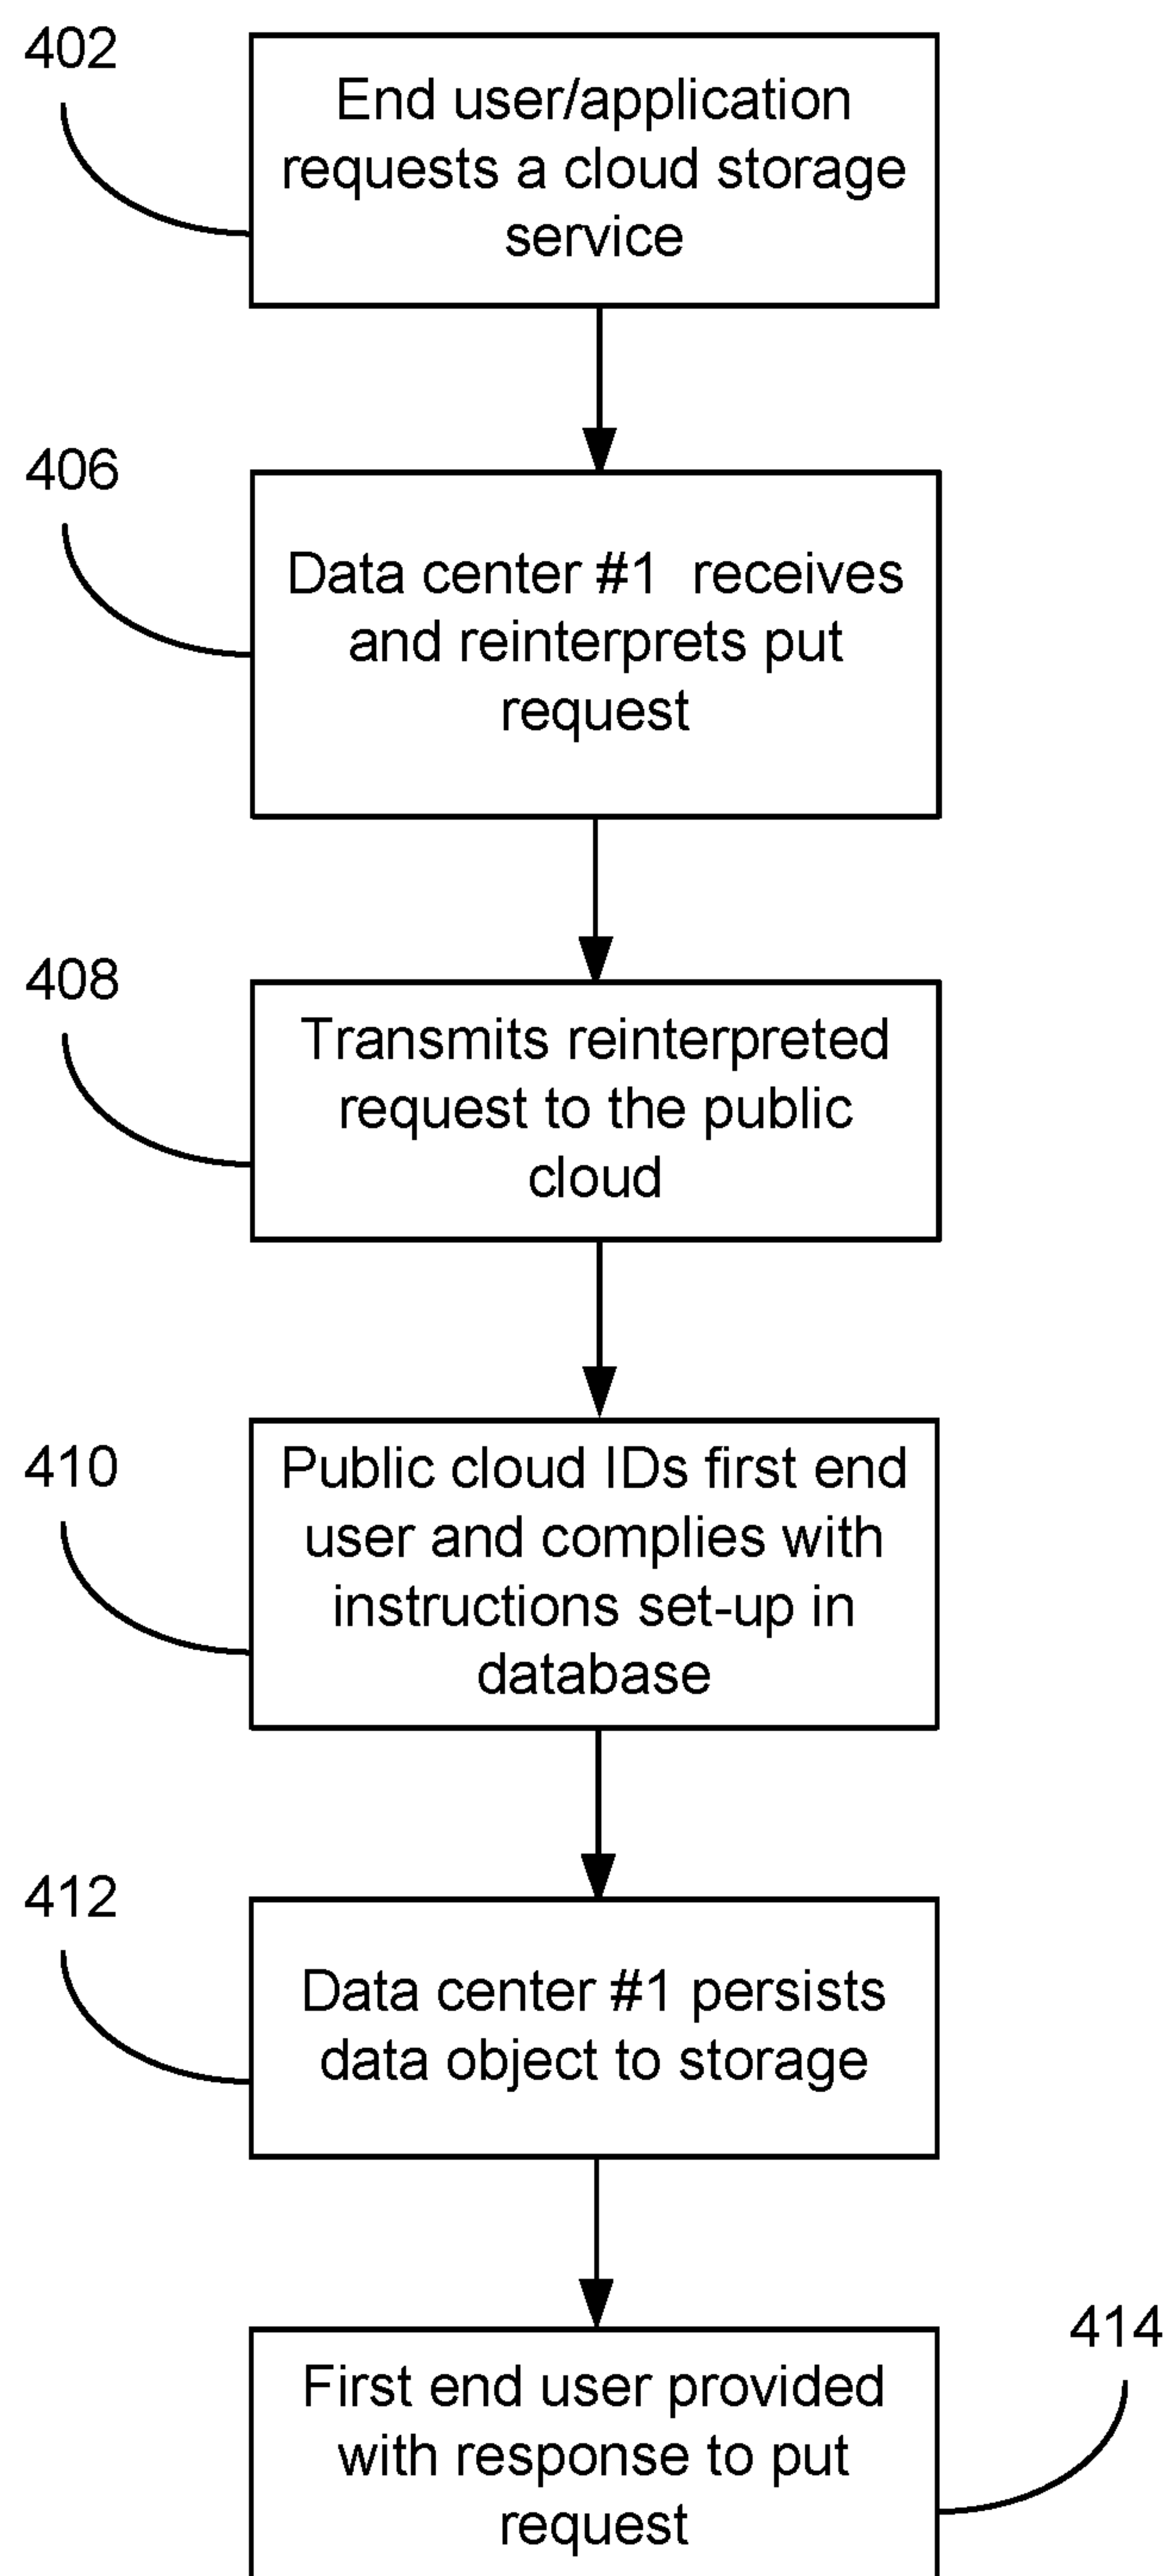 402
End user/application
requests a cloud storage
service
406
Data center #1  receives
and reinterprets put
request
408
Transmits reinterpreted
request to the public
cloud
410
Public cloud IDs first end
user and complies with
instructions set-up in
database
412
Data center #1 persists
data object to storage
414
First end user provided
with response to put
request